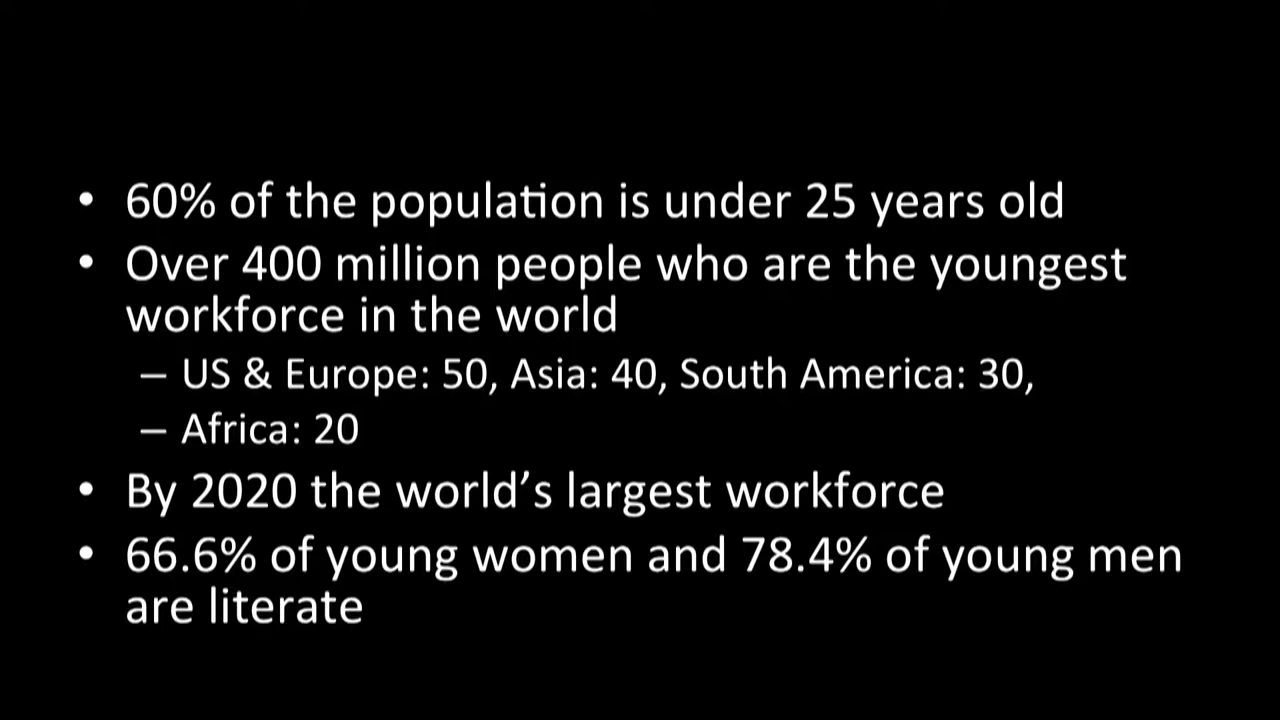 • 60% of the population is under 25 years old
• Over 400 million people who are the youngest
workforce in the world
– US & Europe: 50, Asia: 40, South America: 30,
– Africa: 20
• By 2020 the world’s largest workforce
• 66.6% of young women and 78.4% of young men
are literate